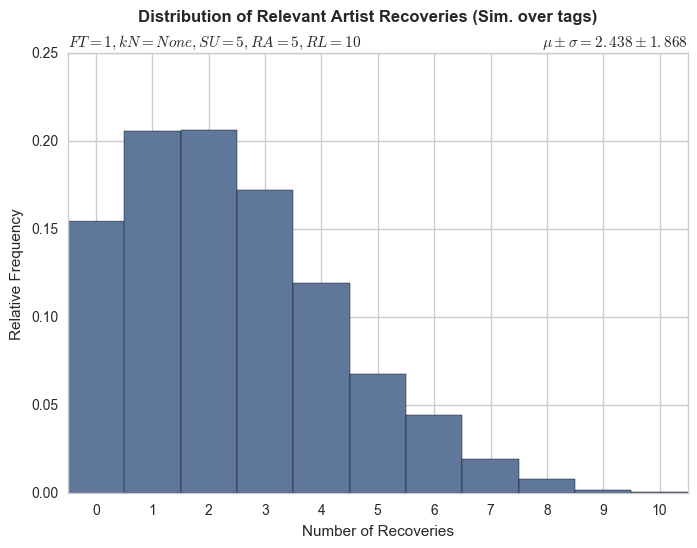 Distribution of Relevant Artist Recoveries (Sim. over tags)
FT = 1, kN = None, SU = 5, RA = 5, RL = 10
μ ± σ = 2.438 ± 1.868
0.25
0.20
0.15
0.10
0.05
0.00
Relative Frequency
0 1 2 3 4 5 6 7 8 9 10
Number of Recoveries